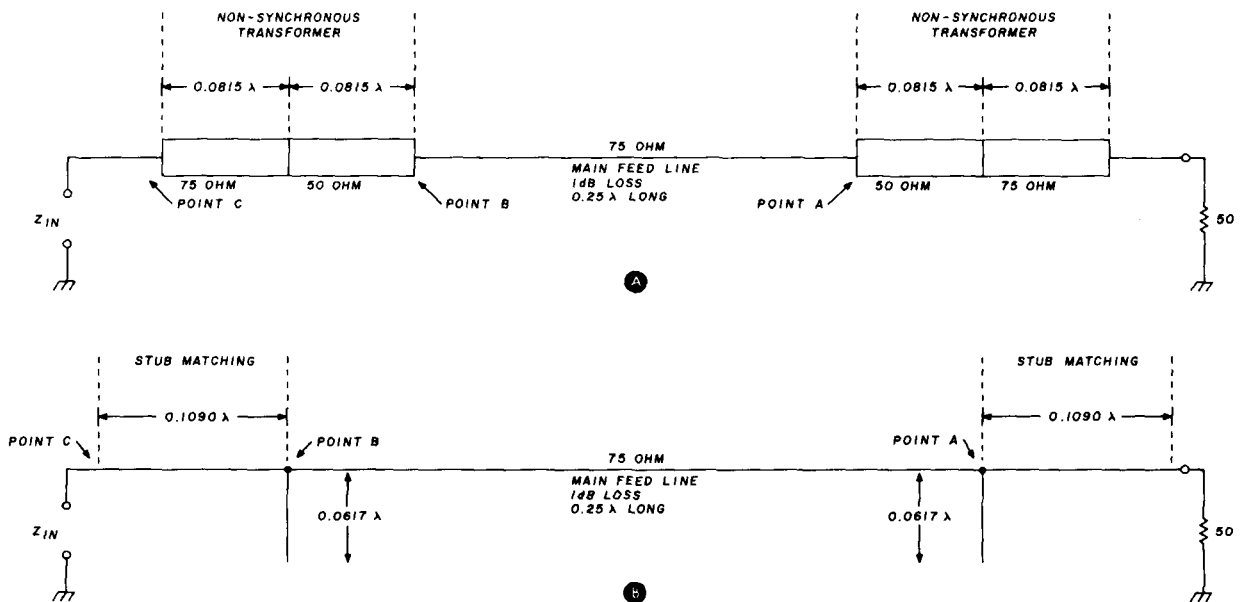 NON-SYNCHRONOUS
TRANSFORMER
NON-SYNCHRONOUS
TRANSFORMER
0.0815 λ
0.0815 λ
0.0815 λ
0.0815 λ
75 OHM
MAIN FEED LINE
1dB LOSS
0.25 λ LONG
75 OHM
50 OHM
50 OHM
75 OHM
POINT C
POINT B
POINT A
Z IN
50
A
STUB MATCHING
STUB MATCHING
0.1090 λ
0.1090 λ
POINT C
POINT B
POINT A
75 OHM
MAIN FEED LINE
1dB LOSS
0.25 λ LONG
0.0617 λ
0.0617 λ
Z IN
50
B